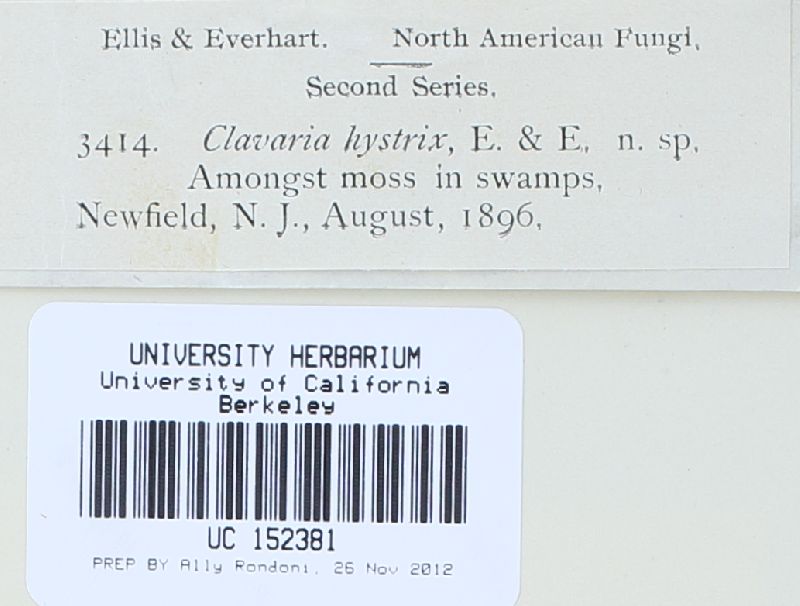 Ellis & Everhart. North American Fungi.
Second Series.
3414. Clavaria hystrix, E. & E. n. sp.
Amongst moss in swamps.
Newfield, N. J., August, 1896.
UNIVERSITY HERBARIUM
University of California
Berkeley
UC 152381
PREP BY Ally Rondoni, 26 Nov 2012